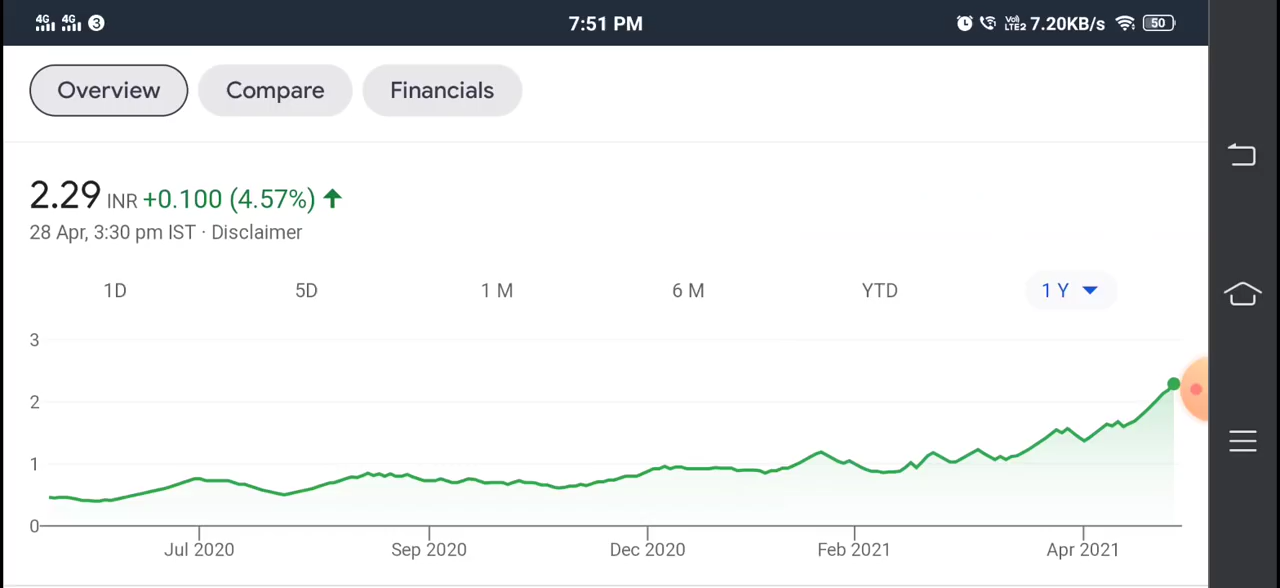 4G 4G 3 7:51 PM Vo)) LTE2 7.20KB/s 50
Overview Compare Financials
2.29 INR +0.100 (4.57%)
28 Apr, 3:30 pm IST · Disclaimer
1D 5D 1 M 6 M YTD 1 Y
3
2
1
0
Jul 2020 Sep 2020 Dec 2020 Feb 2021 Apr 2021